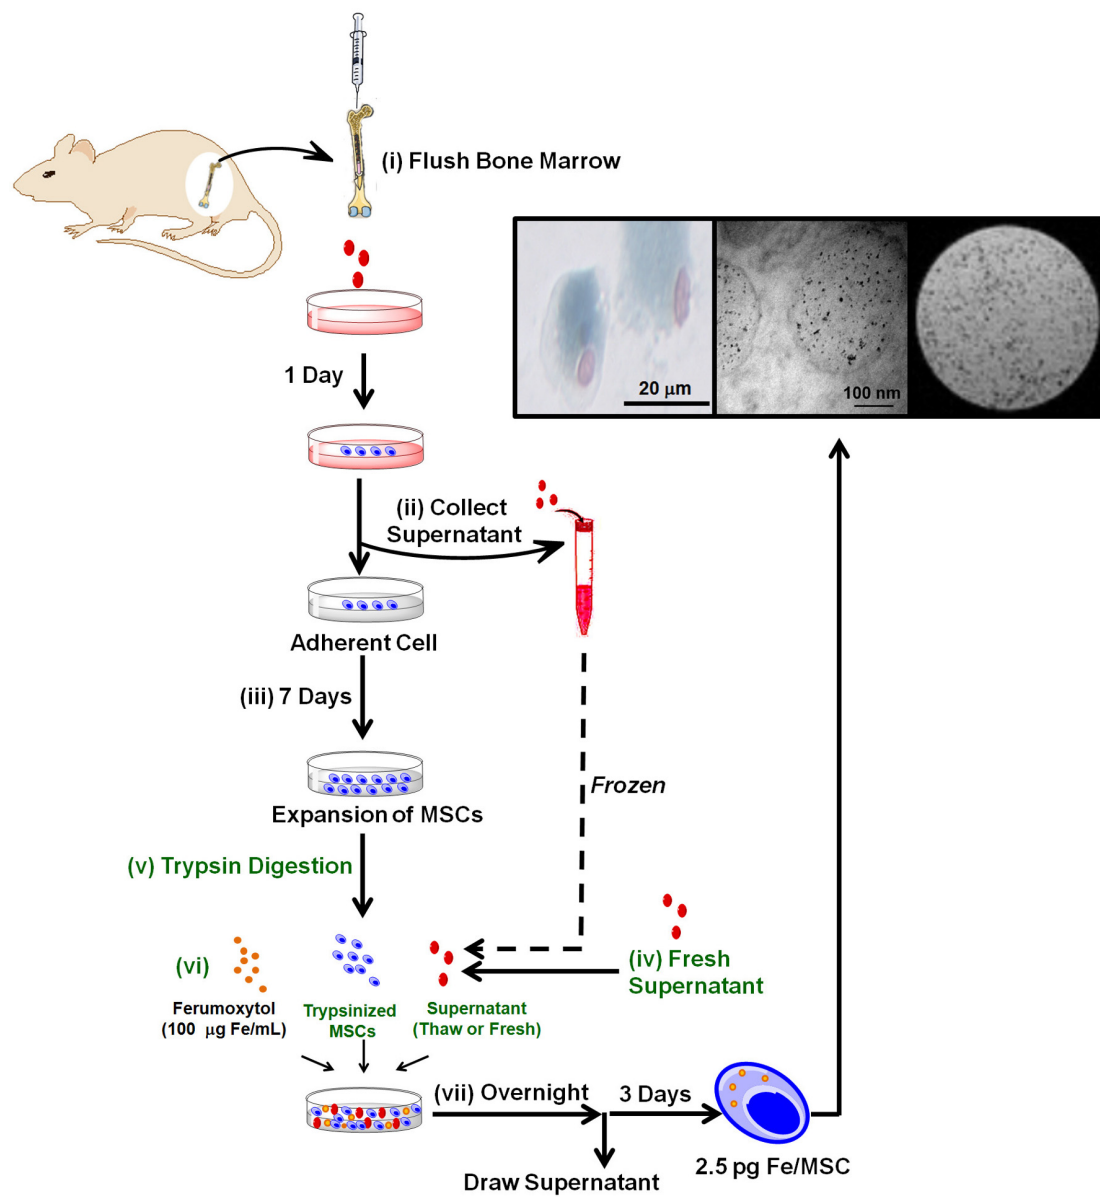 (i) Flush Bone Marrow
1 Day
20 μm
100 nm
(ii) Collect
Supernatant
Adherent Cell
(iii) 7 Days
Frozen
Expansion of MSCs
(v) Trypsin Digestion
(vi)
(iv) Fresh
Supernatant
Ferumoxytol
(100 μg Fe/mL)
Trypsinized
MSCs
Supernatant
(Thaw or Fresh)
(vii) Overnight
3 Days
2.5 pg Fe/MSC
Draw Supernatant